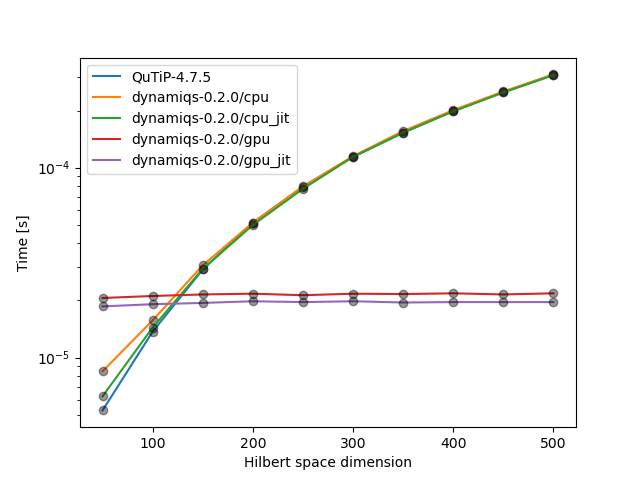 QuTiP-4.7.5
dynamiqs-0.2.0/cpu
dynamiqs-0.2.0/cpu_jit
dynamiqs-0.2.0/gpu
dynamiqs-0.2.0/gpu_jit
10⁻⁴
Time [s]
10⁻⁵
100 200 300 400 500
Hilbert space dimension